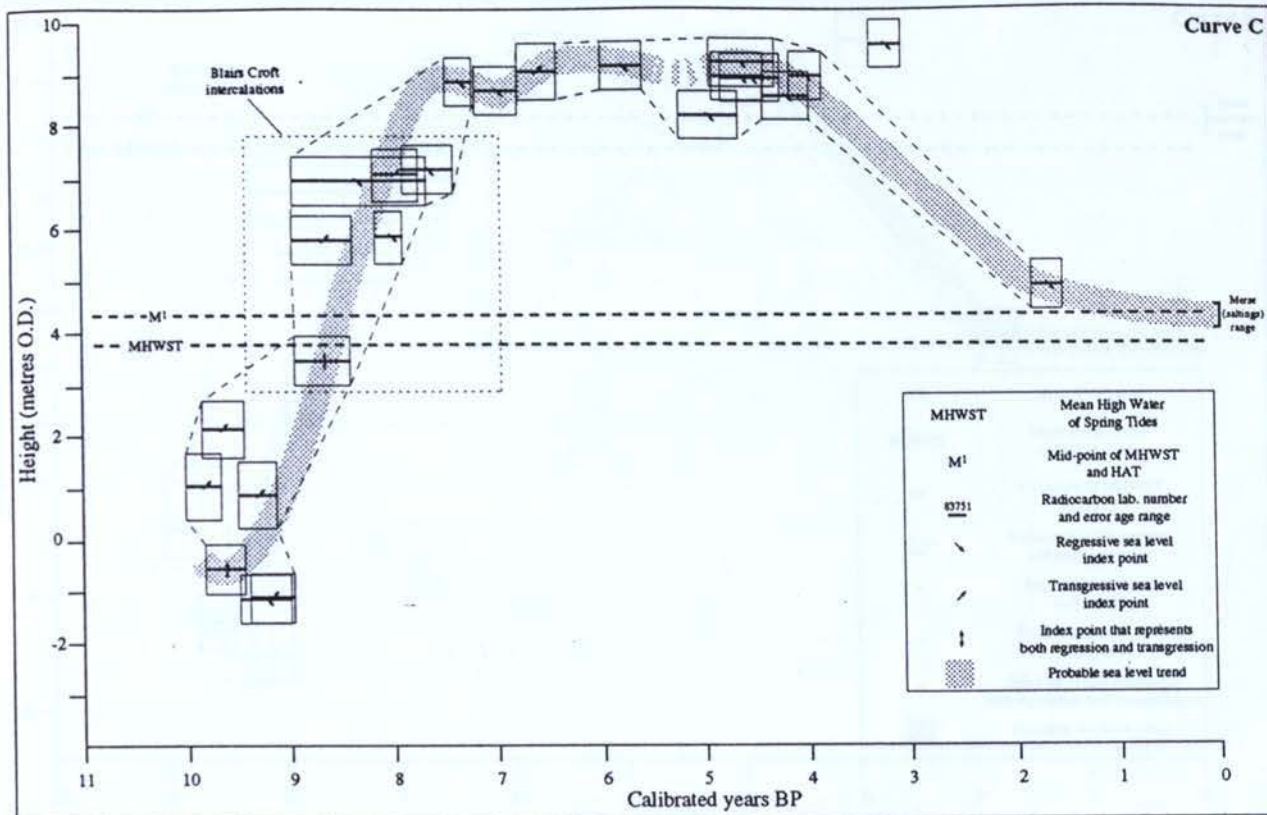 Curve C
Height (metres O.D.)
10
8
6
4
2
0
-2
Blairs Croft
intercalations
M¹
MHWST
Merse
(saltings)
range
MHWST
Mean High Water
of Spring Tides
M¹
Mid-point of MHWST
and HAT
83751
Radiocarbon lab. number
and error age range
Regressive sea level
index point
Transgressive sea level
index point
Index point that represents
both regression and transgression
Probable sea level trend
11
10
9
8
7
6
5
4
3
2
1
0
Calibrated years BP